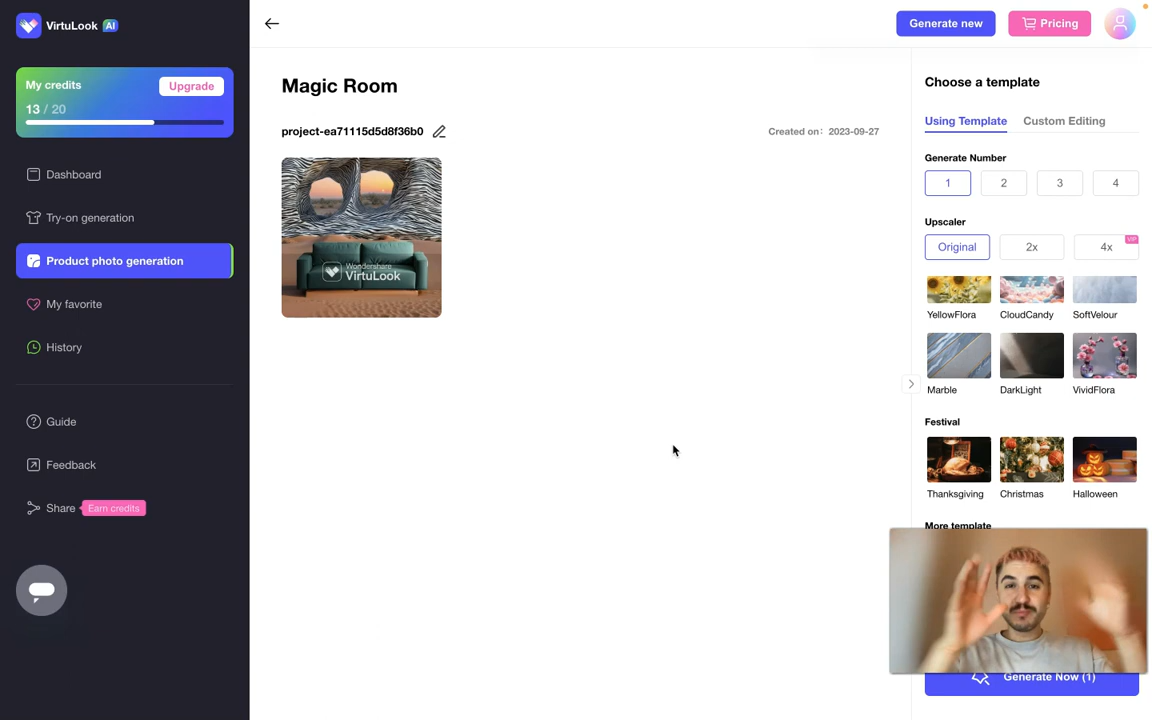 VirtuLook AI
My credits
Upgrade
13 / 20
Dashboard
Try-on generation
Product photo generation
My favorite
History
Guide
Feedback
Share
Earn credits
Generate new
Pricing
Magic Room
project-ea71115d5d8f36b0
Created on: 2023-09-27
Wondershare
VirtuLook
Choose a template
Using Template
Custom Editing
Generate Number
1
2
3
4
Upscaler
Original
2x
4x
VIP
YellowFlora
CloudCandy
SoftVelour
Marble
DarkLight
VividFlora
Festival
Thanksgiving
Christmas
Halloween
More template
Generate Now (1)